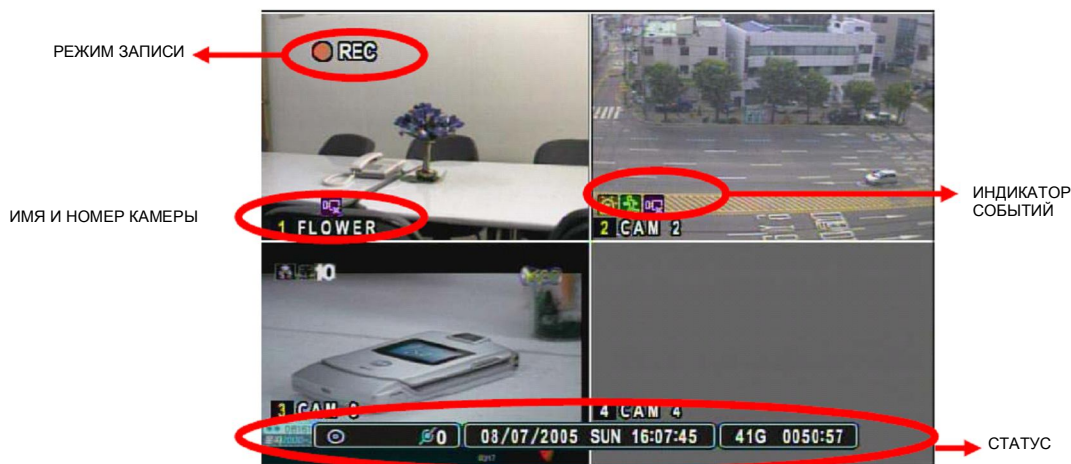 РЕЖИМ ЗАПИСИ
REC
ИМЯ И НОМЕР КАМЕРЫ
1 FLOWER
2 CAM 2
ИНДИКАТОР
СОБЫТИЙ
10
3 CAM 3
4 CAM 4
0
08/07/2005 SUN 16:07:45
41G 0050:57
СТАТУС